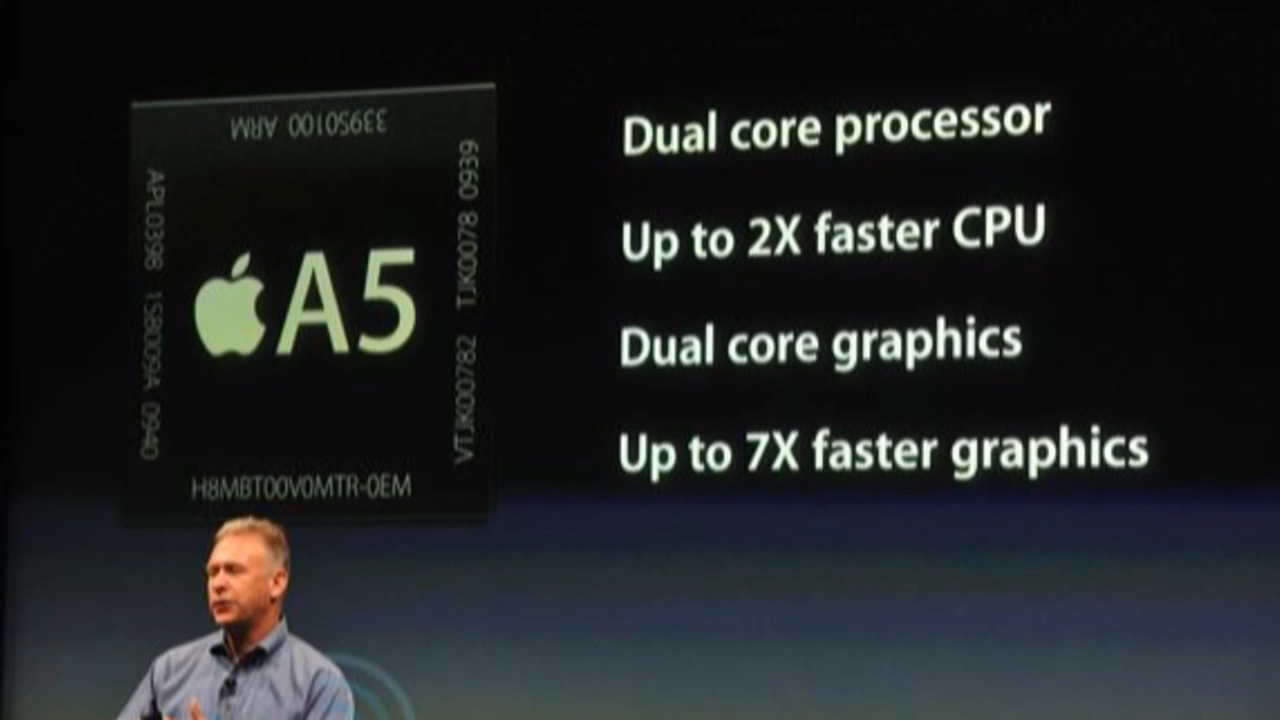 33950100 ARM
APL0398 1S8009A 0940
A5
VTJK00782 TJK0078 0939
H8MBT00V0MTR-0EM
Dual core processor
Up to 2X faster CPU
Dual core graphics
Up to 7X faster graphics